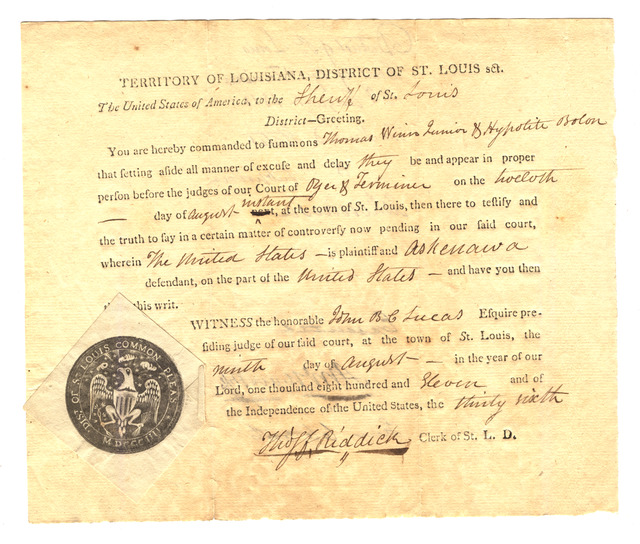 TERRITORY OF LOUISIANA, DISTRICT OF ST. LOUIS sct.
The United States of America, to the Sheriff of St. Louis
District—Greeting.
You are hereby commanded to summons Thomas Winn Junior & Hypolite Bolon
that setting aside all manner of excuse and delay they be and appear in proper
person before the judges of our Court of Oyer & Terminer on the twelvth
— day of August instant next, at the town of St. Louis, then there to testify and
the truth to say in a certain matter of controversy now pending in our said court,
wherein The United States — is plaintiff and Askenawa
defendant, on the part of the United States — and have you then
this writ.
WITNESS the honorable John B C Lucas Esquire pre-
siding judge of our said court, at the town of St. Louis, the
ninth day of August — in the year of our
Lord, one thousand eight hundred and Eleven and of
the Independence of the United States, the thirty sixth
Thos F. Riddick Clerk of St. L. D.
DIST. OF ST LOUIS COMMON PLEAS